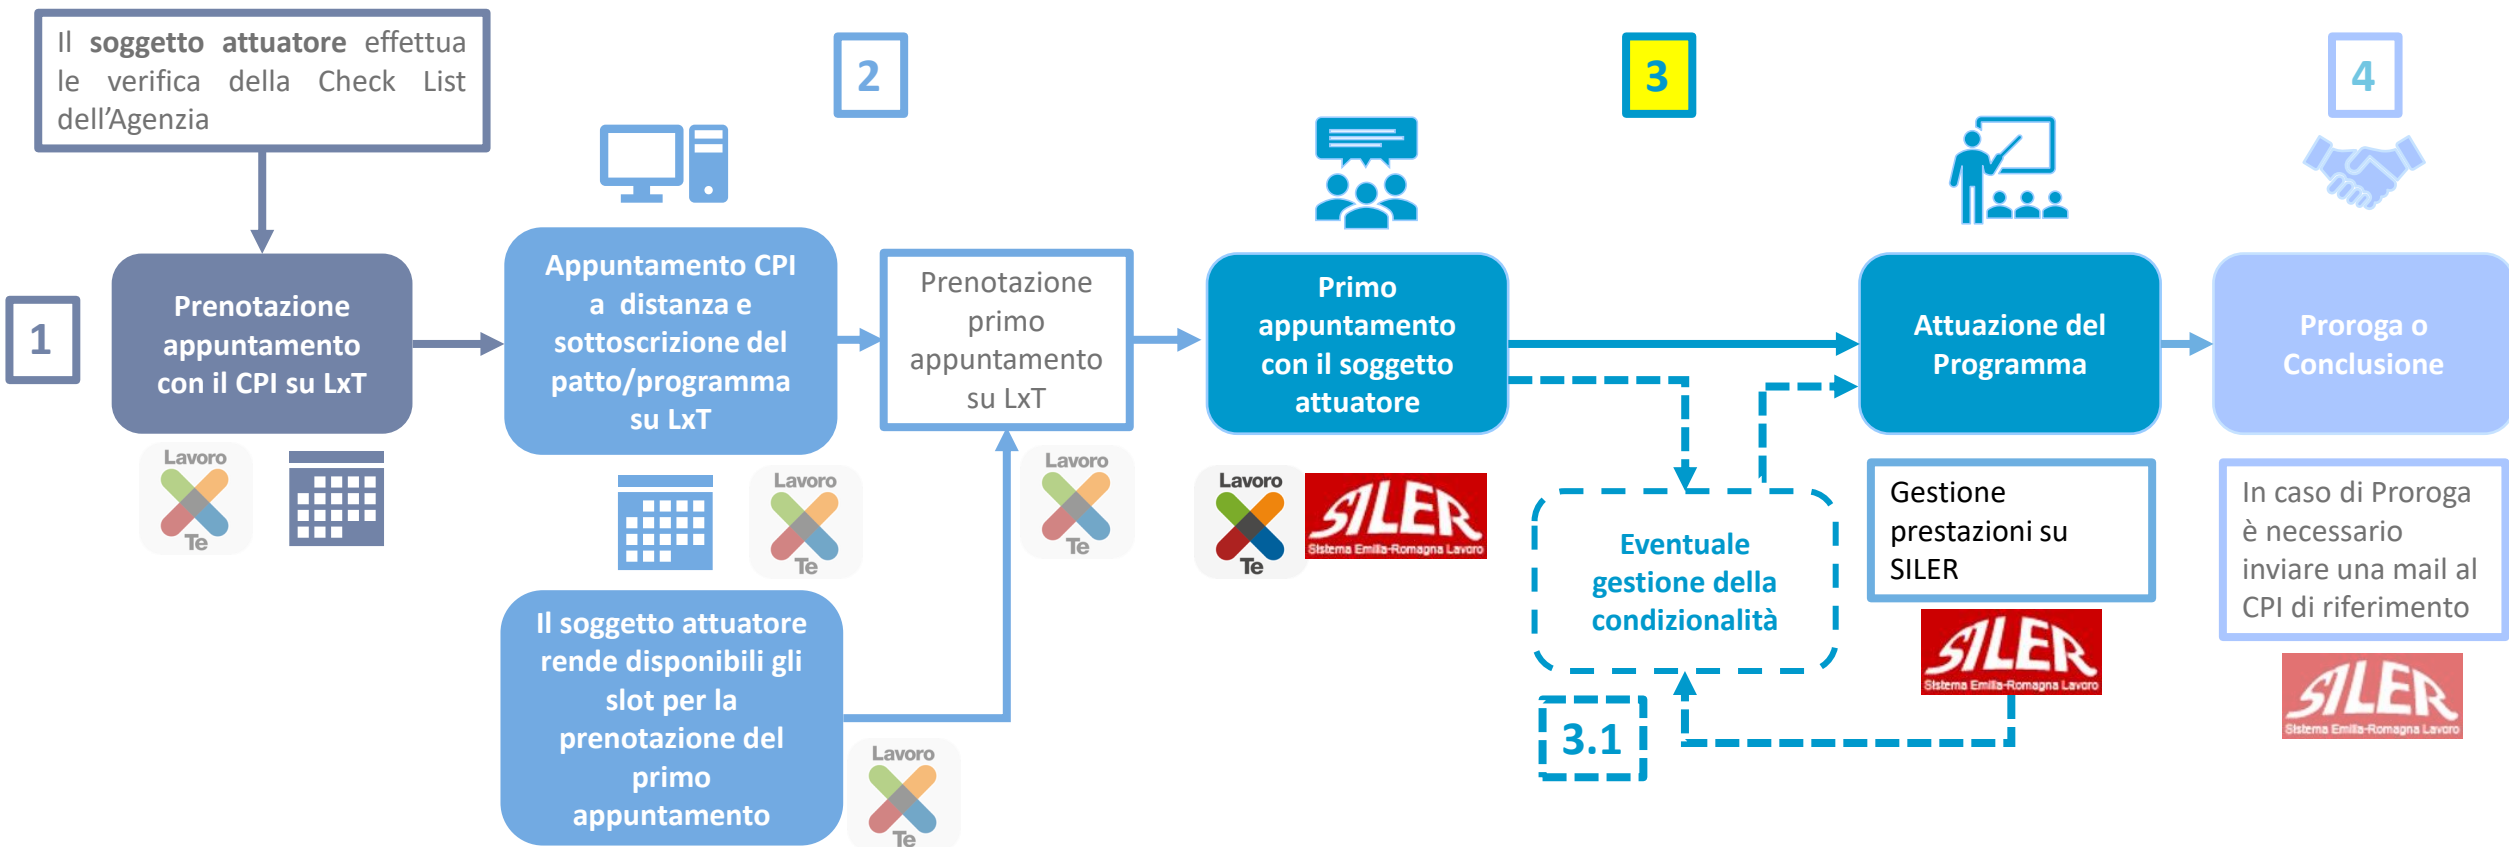 Il soggetto attuatore effettua
le verifica della Check List
dell'Agenzia
2
3
4
1
Prenotazione
appuntamento
con il CPI su LxT
Lavoro
Te
Appuntamento CPI
a distanza e
sottoscrizione del
patto/programma
su LxT
Lavoro
Te
Il soggetto attuatore
rende disponibili gli
slot per la
prenotazione del
primo
appuntamento
Lavoro
Te
Prenotazione
primo
appuntamento
su LxT
Lavoro
Te
Primo
appuntamento
con il soggetto
attuatore
Lavoro
Te
SILER
Sistema Emilia-Romagna Lavoro
Eventuale
gestione della
condizionalità
3.1
Attuazione del
Programma
Gestione
prestazioni su
SILER
SILER
Sistema Emilia-Romagna Lavoro
Proroga o
Conclusione
In caso di Proroga
è necessario
inviare una mail al
CPI di riferimento
SILER
Sistema Emilia-Romagna Lavoro